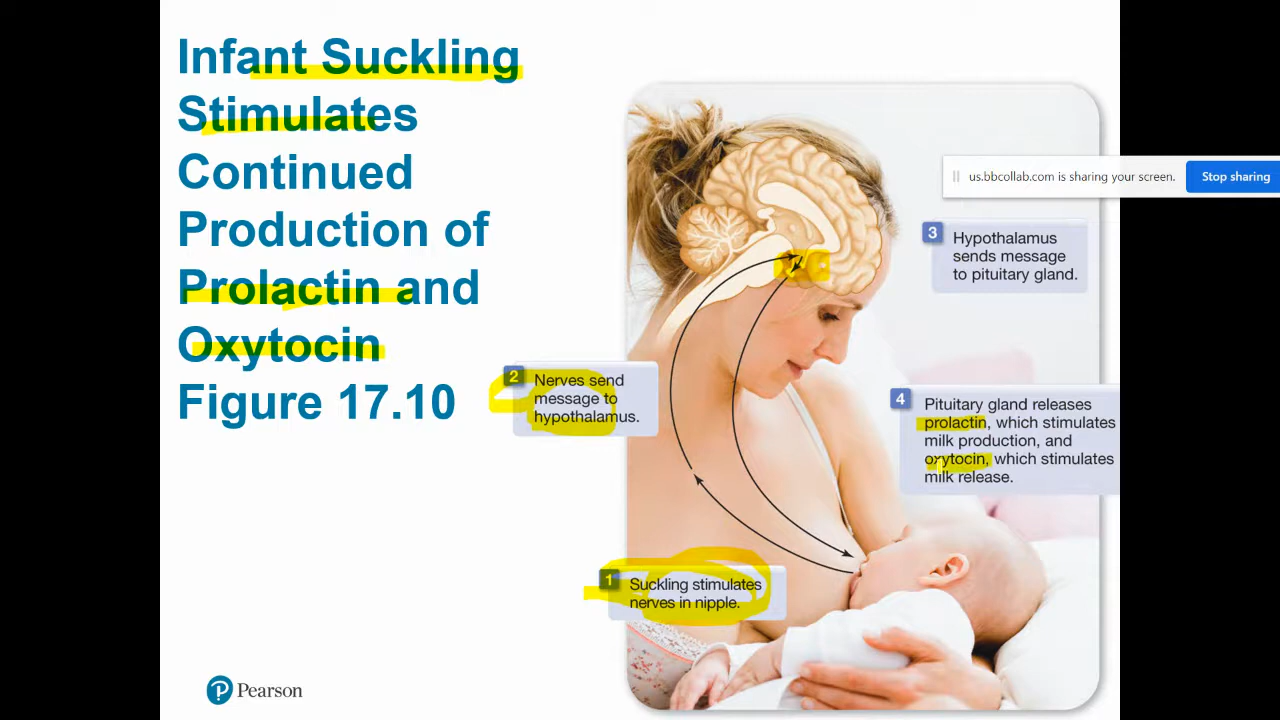 Infant Suckling
Stimulates
Continued
Production of
Prolactin and
Oxytocin
Figure 17.10
us.bbcollab.com is sharing your screen.
Stop sharing
3
Hypothalamus
sends message
to pituitary gland.
2
Nerves send
message to
hypothalamus.
4
Pituitary gland releases
prolactin, which stimulates
milk production, and
oxytocin, which stimulates
milk release.
1
Suckling stimulates
nerves in nipple.
P Pearson